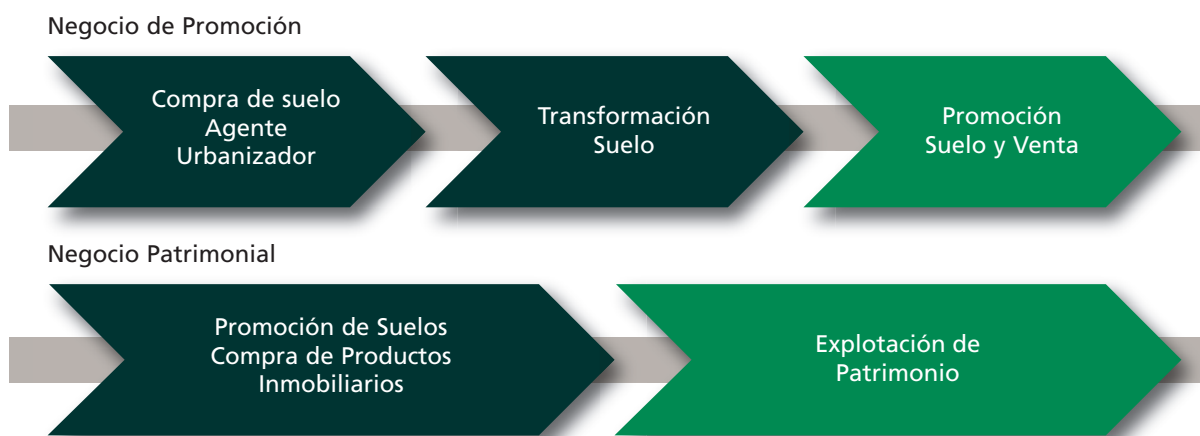 Negocio de Promoción
Compra de suelo
Agente
Urbanizador
Transformación
Suelo
Promoción
Suelo y Venta
Negocio Patrimonial
Promoción de Suelos
Compra de Productos
Inmobiliarios
Explotación de
Patrimonio